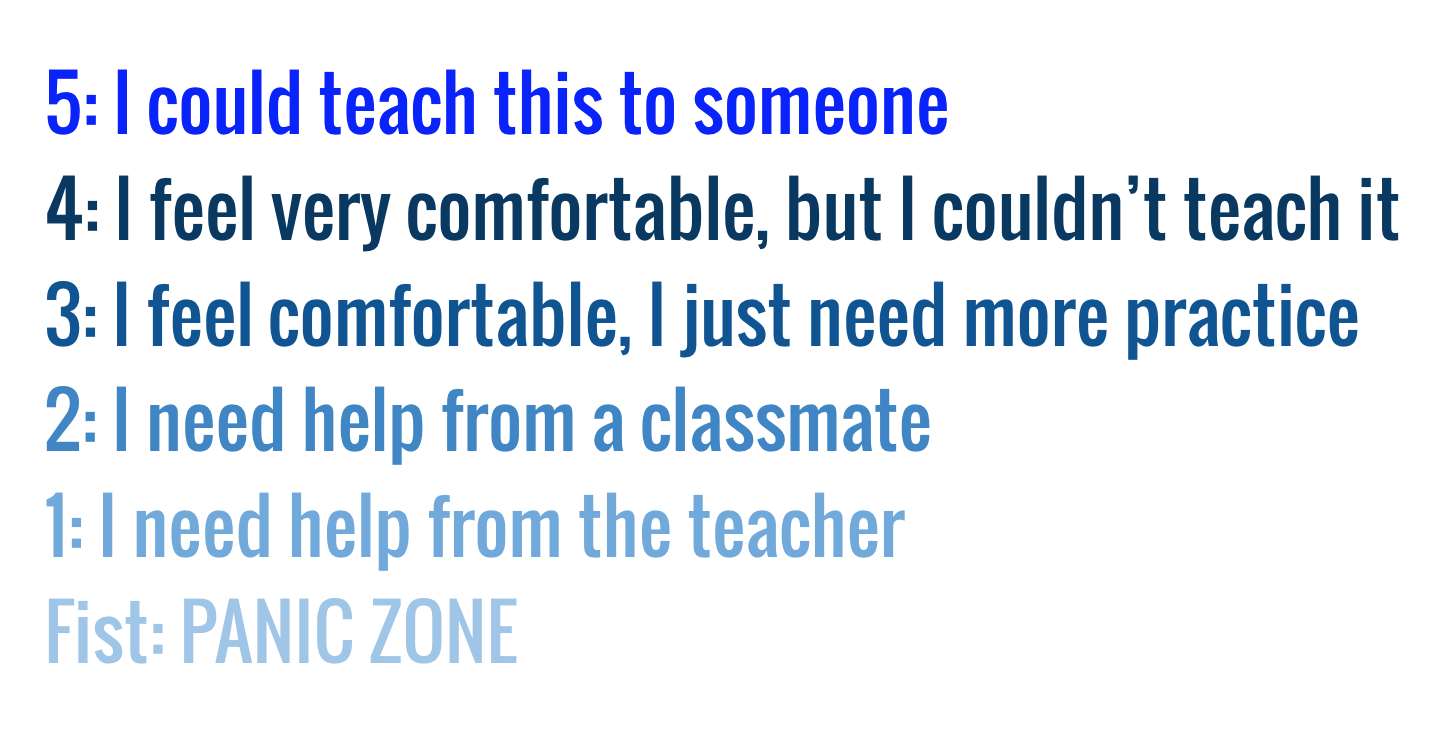 5: I could teach this to someone
4: I feel very comfortable, but I couldn’t teach it
3: I feel comfortable, I just need more practice
2: I need help from a classmate
1: I need help from the teacher
Fist: PANIC ZONE